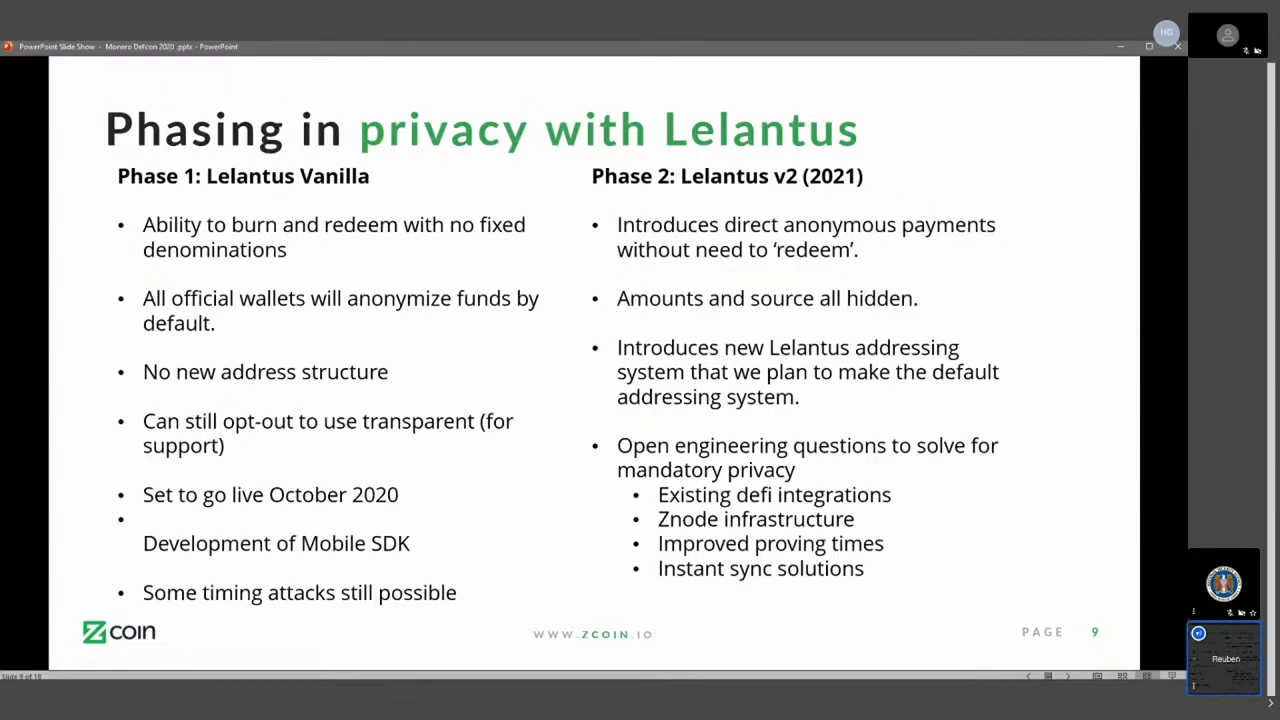 PowerPoint Slide Show - Monero Defcon 2020 .pptx - PowerPoint
HO
Phasing in privacy with Lelantus
Phase 1: Lelantus Vanilla
• Ability to burn and redeem with no fixed
denominations
• All official wallets will anonymize funds by
default.
• No new address structure
• Can still opt-out to use transparent (for
support)
• Set to go live October 2020
•
Development of Mobile SDK
• Some timing attacks still possible
Phase 2: Lelantus v2 (2021)
• Introduces direct anonymous payments
without need to ‘redeem’.
• Amounts and source all hidden.
• Introduces new Lelantus addressing
system that we plan to make the default
addressing system.
• Open engineering questions to solve for
mandatory privacy
• Existing defi integrations
• Znode infrastructure
• Improved proving times
• Instant sync solutions
zcoin
WWW.ZCOIN.IO
PAGE 9
Reuben
Slide 9 of 18